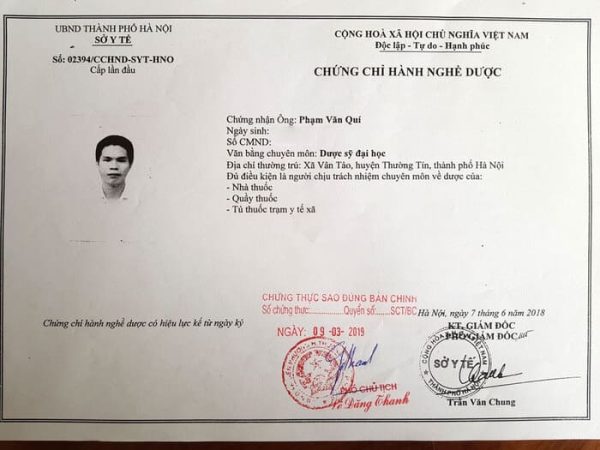 UBND THÀNH PHỐ HÀ NỘI
SỞ Y TẾ
Số: 02394/CCHND-SYT-HNO
Cấp lần đầu
CỘNG HOÀ XÃ HỘI CHỦ NGHĨA VIỆT NAM
Độc lập - Tự do - Hạnh phúc
CHỨNG CHỈ HÀNH NGHỀ DƯỢC
Chứng nhận Ông: Phạm Văn Quí
Ngày sinh:
Số CMND:
Văn bằng chuyên môn: Dược sỹ đại học
Địa chỉ thường trú: Xã Vân Tảo, huyện Thường Tín, thành phố Hà Nội
Đủ điều kiện là người chịu trách nhiệm chuyên môn về dược của:
- Nhà thuốc
- Quầy thuốc
- Tủ thuốc trạm y tế xã
Chứng chỉ hành nghề dược có hiệu lực kể từ ngày ký
CHỨNG THỰC SAO ĐÚNG BẢN CHÍNH
Số chứng thực:................Quyển số:......SCT/BC
NGÀY: 09-03-2019
PHÓ CHỦ TỊCH
Đăng Thanh
Hà Nội, ngày 7 tháng 6 năm 2018
KT. GIÁM ĐỐC
PHÓ GIÁM ĐỐC
SỞ Y TẾ
Trần Văn Chung